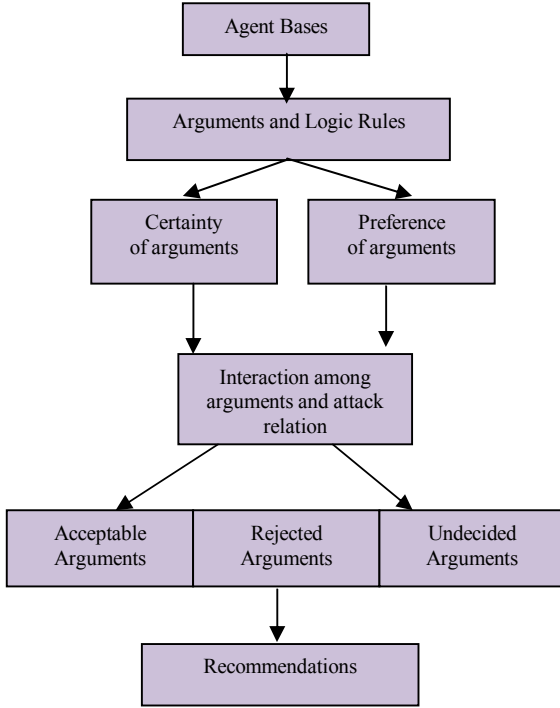 Agent Bases
Arguments and Logic Rules
Certainty
of arguments
Preference
of arguments
Interaction among
arguments and attack
relation
Acceptable
Arguments
Rejected
Arguments
Undecided
Arguments
Recommendations